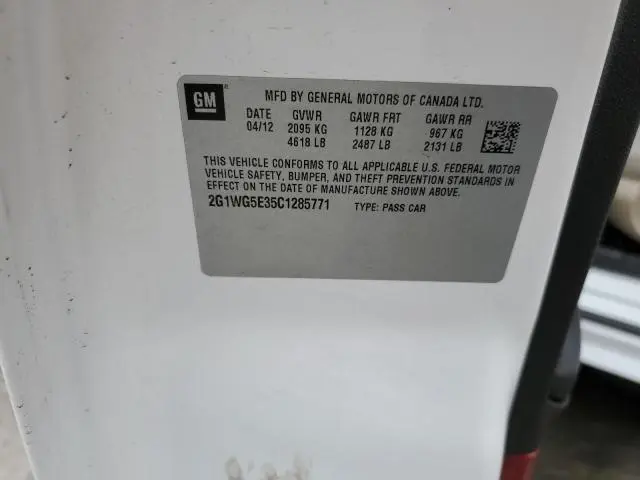 GM
MFD BY GENERAL MOTORS OF CANADA LTD.
DATE GVWR GAWR FRT GAWR RR
04/12 2095 KG 1128 KG 967 KG
4618 LB 2487 LB 2131 LB
THIS VEHICLE CONFORMS TO ALL APPLICABLE U.S. FEDERAL MOTOR
VEHICLE SAFETY, BUMPER, AND THEFT PREVENTION STANDARDS IN
EFFECT ON THE DATE OF MANUFACTURE SHOWN ABOVE.
2G1WG5E35C1285771 TYPE: PASS CAR